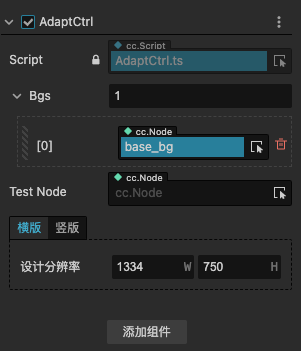 AdaptCtrl
cc.Script
Script AdaptCtrl.ts
Bgs 1
cc.Node
[0] base_bg
cc.Node
Test Node cc.Node
横版 竖版
设计分辨率 1334 W 750 H
添加组件